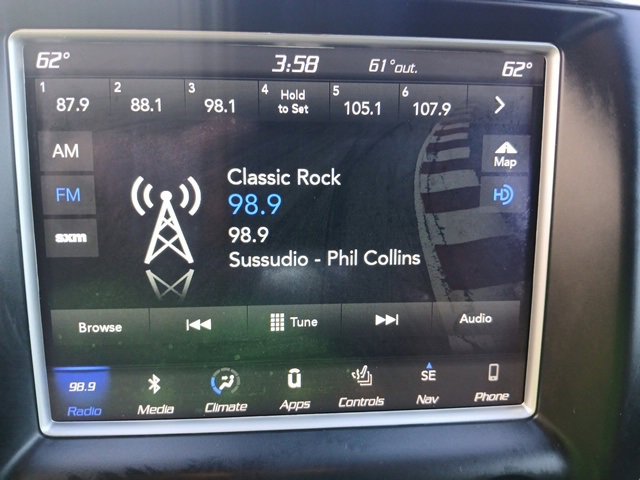 62° 3:58 61°out. 62°
1 2 3 4 5 6
87.9 88.1 98.1 Hold to Set 105.1 107.9
AM
Map
FM
HD
sxm
Classic Rock
98.9
98.9
Sussudio - Phil Collins
Browse Tune Audio
98.9 SE
Radio Media Climate Apps Controls Nav Phone